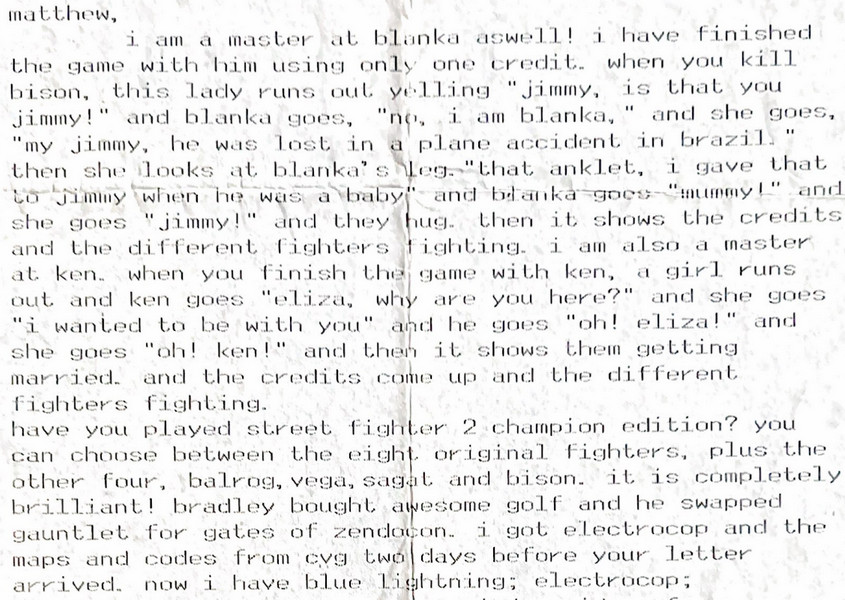 matthew,
i am a master at blanka aswell! i have finished
the game with him using only one credit. when you kill
bison, this lady runs out yelling "jimmy, is that you
jimmy!" and blanka goes, "no, i am blanka," and she goes,
"my jimmy, he was lost in a plane accident in brazil."
then she looks at blanka's leg. "that anklet, i gave that
to jimmy when he was a baby" and blanka goes "mummy!" and
she goes "jimmy!" and they hug. then it shows the credits
and the different fighters fighting. i am also a master
at ken. when you finish the game with ken, a girl runs
out and ken goes "eliza, why are you here?" and she goes
"i wanted to be with you" and he goes "oh! eliza!" and
she goes "oh! ken!" and then it shows them getting
married. and the credits come up and the different
fighters fighting.
have you played street fighter 2 champion edition? you
can choose between the eight original fighters, plus the
other four, balrog, vega, sagat and bison. it is completely
brilliant! bradley bought awesome golf and he swapped
gauntlet for gates of zendocon. i got electrocop and the
maps and codes from cvg two days before your letter
arrived. now i have blue lightning; electrocop;